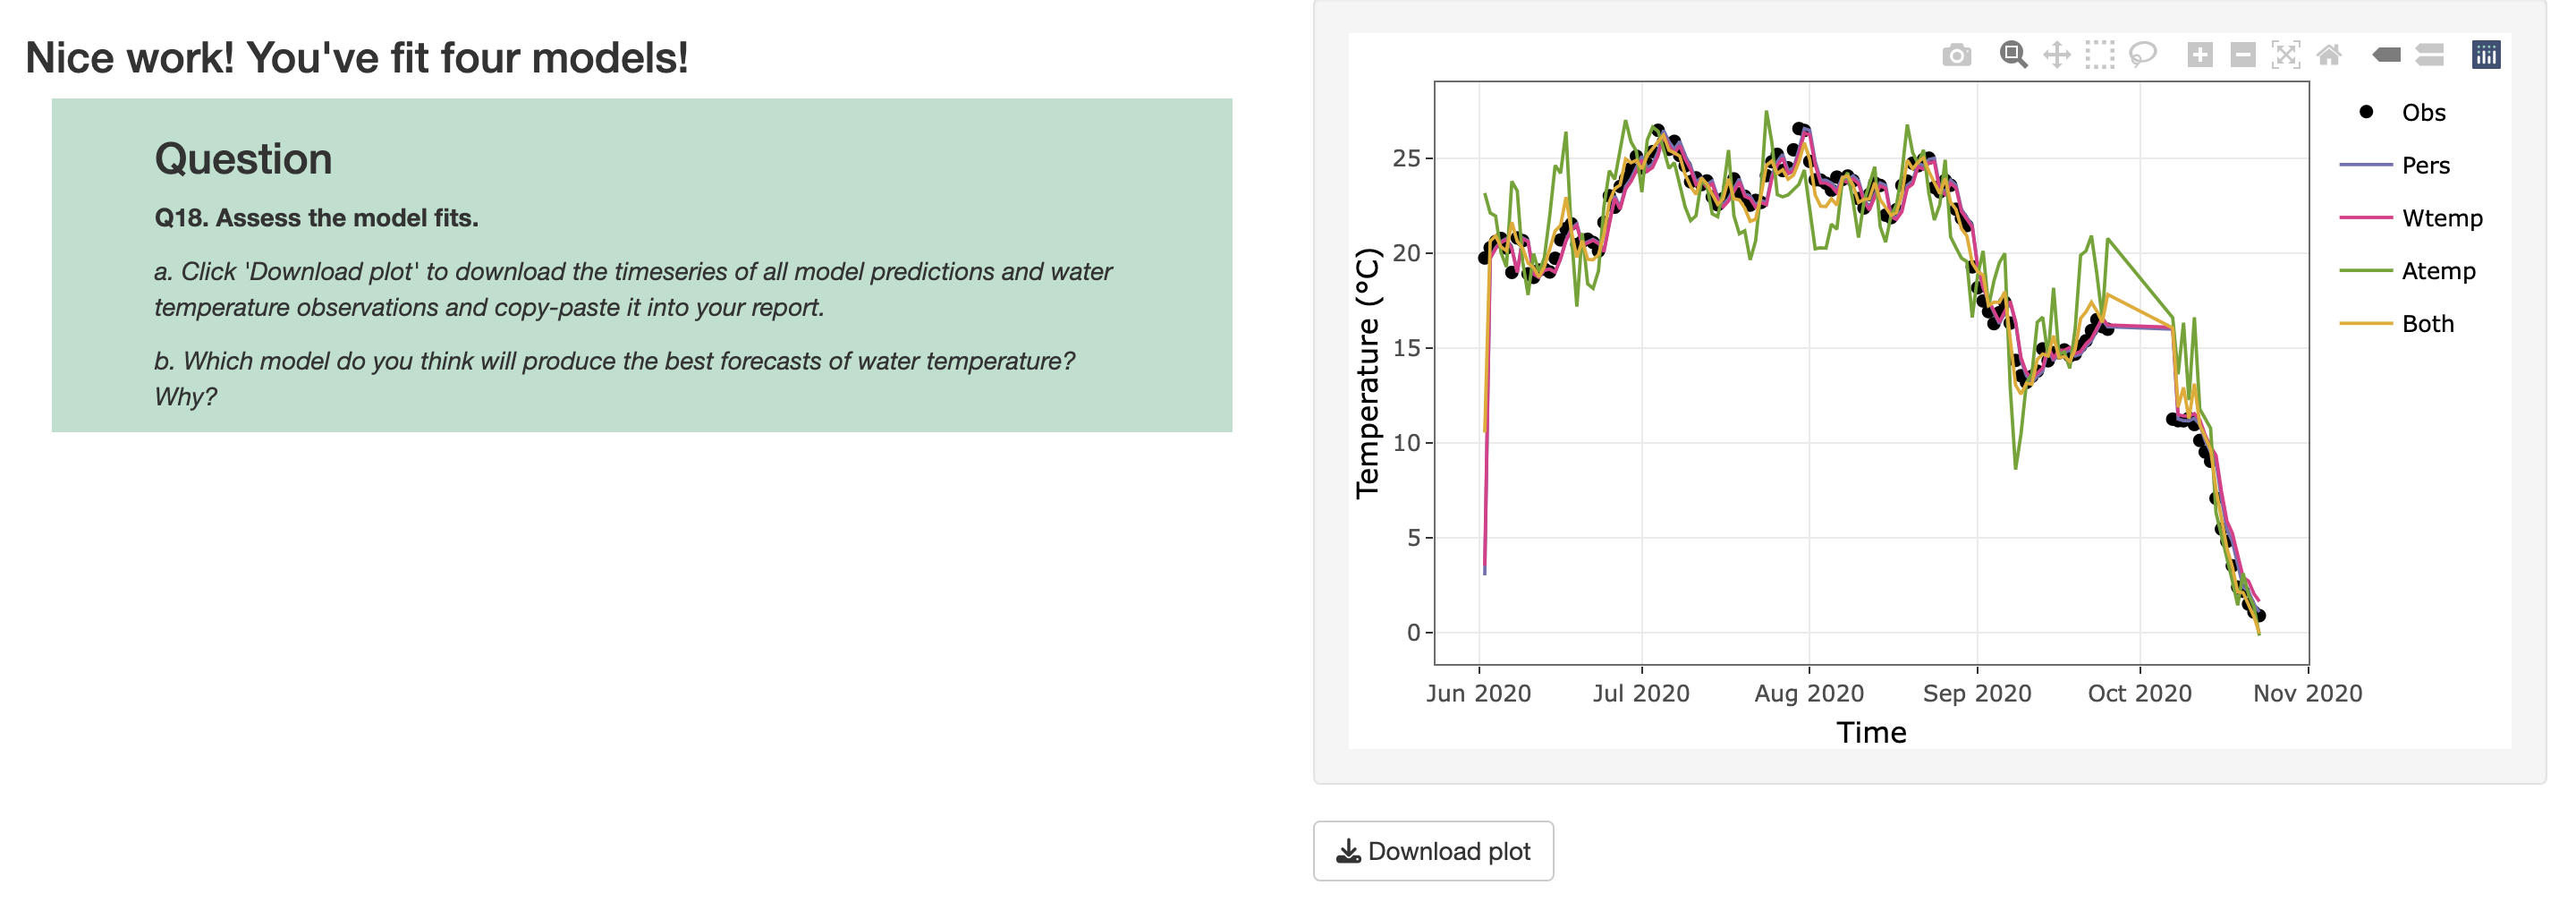 Nice work! You've fit four models!
Question
Q18. Assess the model fits.
a. Click 'Download plot' to download the timeseries of all model predictions and water
temperature observations and copy-paste it into your report.
b. Which model do you think will produce the best forecasts of water temperature?
Why?
Obs
Pers
Wtemp
Atemp
Both
Temperature (°C)
25
20
15
10
5
0
Jun 2020 Jul 2020 Aug 2020 Sep 2020 Oct 2020 Nov 2020
Time
Download plot